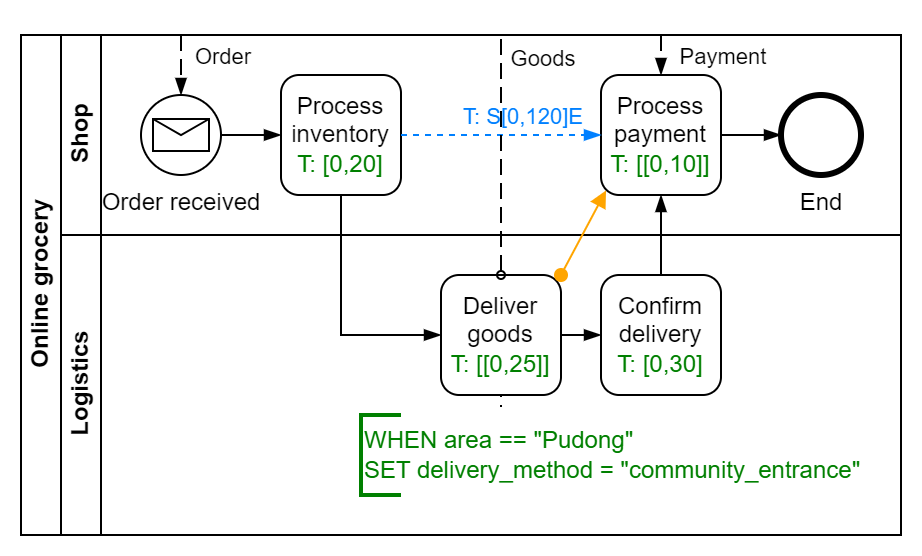 Online grocery
Shop
Logistics
Order
Goods
Payment
Order received
Process
inventory
T: [0,20]
T: S[0,120]E
Process
payment
T: [[0,10]]
End
Deliver
goods
T: [[0,25]]
Confirm
delivery
T: [0,30]
WHEN area == "Pudong"
SET delivery_method = "community_entrance"